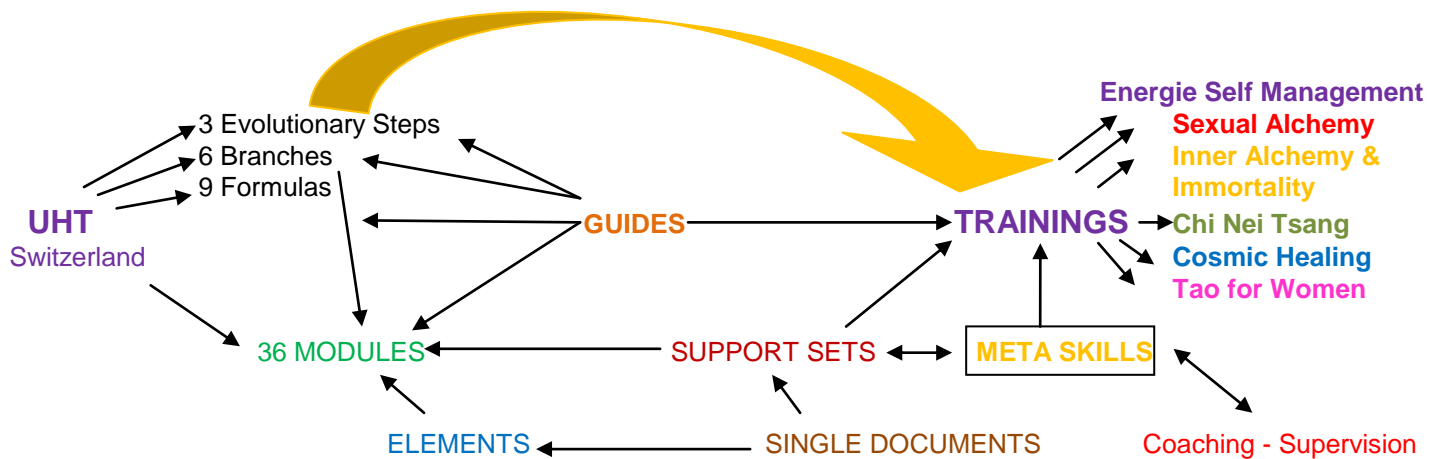 Energie Self Management
3 Evolutionary Steps
Sexual Alchemy
6 Branches
Inner Alchemy &
Immortality
9 Formulas
UHT
Switzerland
GUIDES
TRAININGS
Chi Nei Tsang
Cosmic Healing
Tao for Women
36 MODULES
SUPPORT SETS
META SKILLS
ELEMENTS
SINGLE DOCUMENTS
Coaching - Supervision